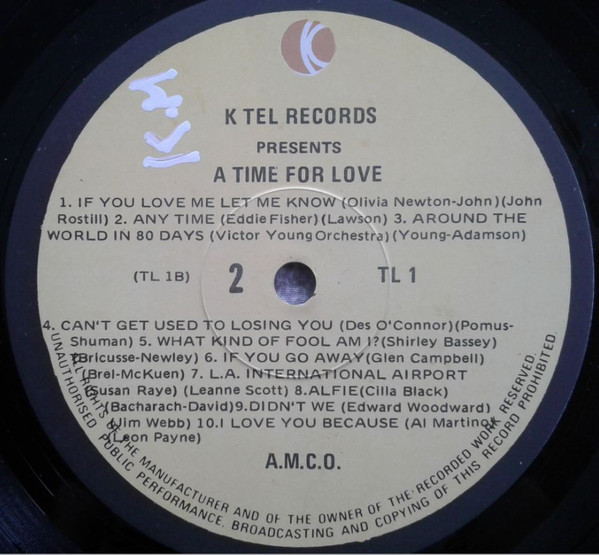 K TEL RECORDS
PRESENTS
A TIME FOR LOVE
1. IF YOU LOVE ME LET ME KNOW (Olivia Newton-John)(John
Rostill) 2. ANY TIME (Eddie Fisher)(Lawson) 3. AROUND THE
WORLD IN 80 DAYS (Victor Young Orchestra)(Young-Adamson)
(TL 1B) 2 TL 1
4. CAN'T GET USED TO LOSING YOU (Des O'Connor)(Pomus-
Shuman) 5. WHAT KIND OF FOOL AM I?(Shirley Bassey)
(Bricusse-Newley) 6. IF YOU GO AWAY (Glen Campbell)
(Brel-McKuen) 7. L.A. INTERNATIONAL AIRPORT
(Susan Raye) (Leanne Scott) 8.ALFIE(Cilla Black)
(Bacharach-David)9.DIDN'T WE (Edward Woodward)
(Jim Webb) 10.I LOVE YOU BECAUSE (Al Martino)
(Leon Payne)
A.M.C.O.
ALL RIGHTS OF THE MANUFACTURER AND OF THE OWNER OF THE RECORDED WORK RESERVED.
UNAUTHORISED PUBLIC PERFORMANCE, BROADCASTING AND COPYING OF THIS RECORD PROHIBITED.